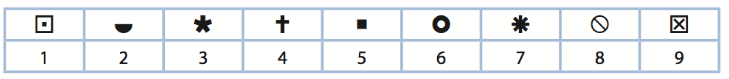 ⊡ ◒ ★ ✝ ■ ⭘ ✱ ⃠ ☒
1 2 3 4 5 6 7 8 9